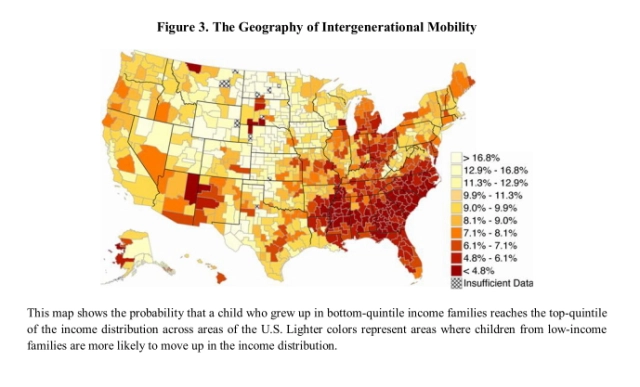 Figure 3. The Geography of Intergenerational Mobility
> 16.8%
12.9% - 16.8%
11.3% - 12.9%
9.9% - 11.3%
9.0% - 9.9%
8.1% - 9.0%
7.1% - 8.1%
6.1% - 7.1%
4.8% - 6.1%
< 4.8%
Insufficient Data
This map shows the probability that a child who grew up in bottom-quintile income families reaches the top-quintile
of the income distribution across areas of the U.S. Lighter colors represent areas where children from low-income
families are more likely to move up in the income distribution.